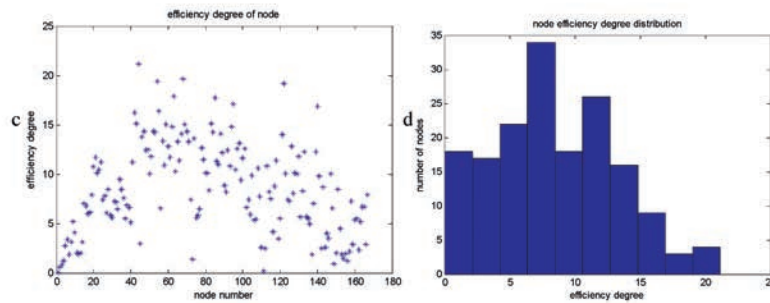 efficiency degree of node
25
20
15
10
5
0
0 20 40 60 80 100 120 140 160 180
efficiency degree
node number
c
node efficiency degree distribution
35
30
25
20
15
10
5
0
0 5 10 15 20 25
number of nodes
efficiency degree
d